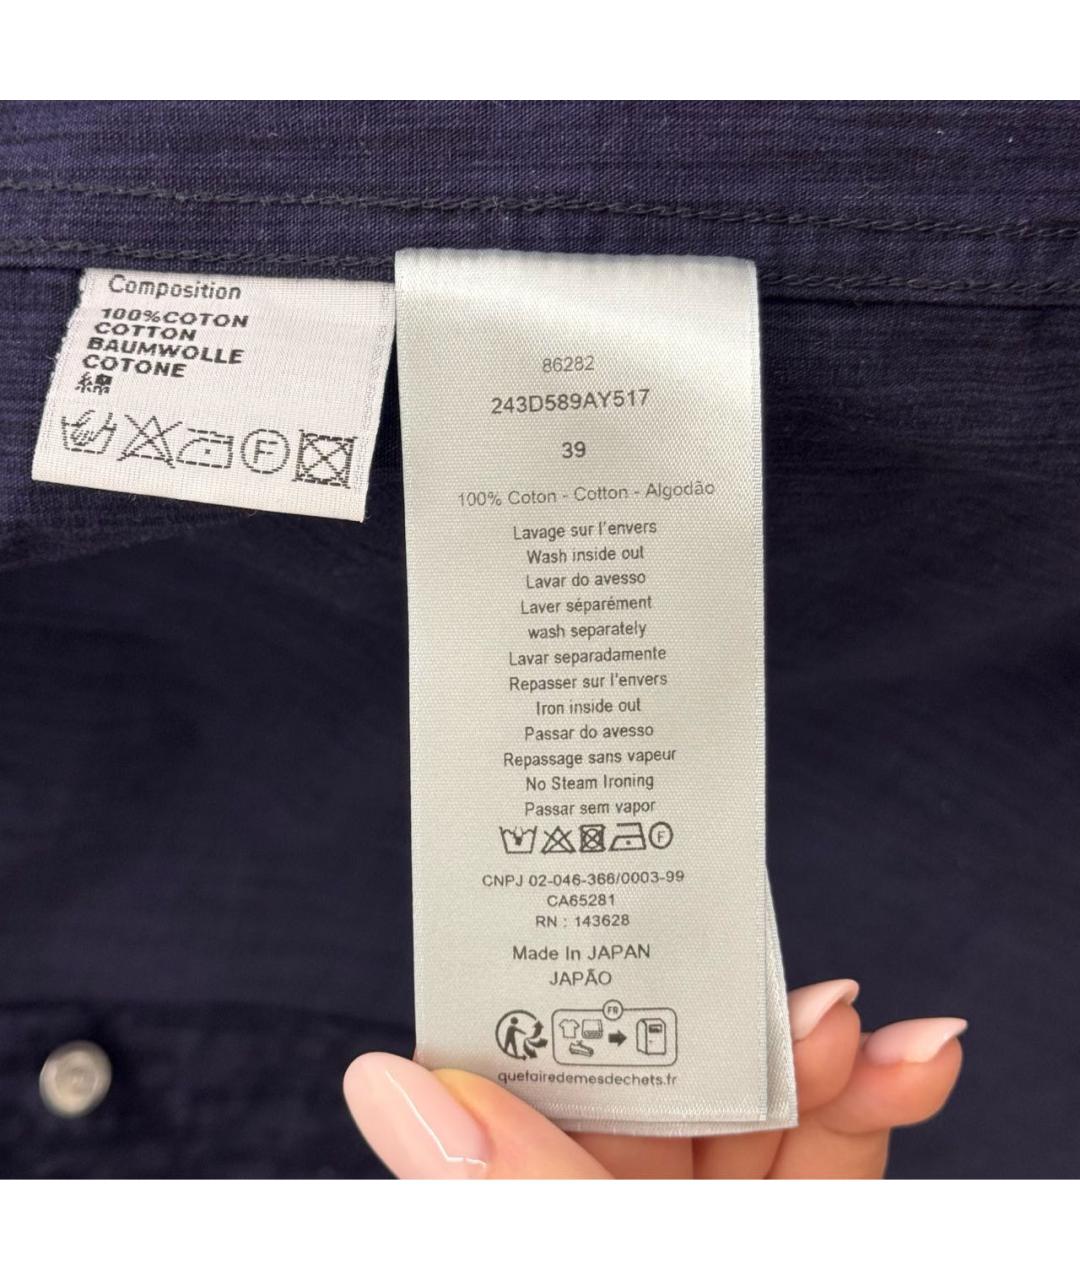 Composition
100%COTON
COTTON
BAUMWOLLE
COTONE
綿
F
86282
243D589AY517
39
100% Coton - Cotton - Algodão
Lavage sur l'envers
Wash inside out
Lavar do avesso
Laver séparément
wash separately
Lavar separadamente
Repasser sur l'envers
Iron inside out
Passar do avesso
Repassage sans vapeur
No Steam Ironing
Passar sem vapor
F
CNPJ 02-046-366/0003-99
CA65281
RN : 143628
Made In JAPAN
JAPÃO
FR
quefairedemesdechets.fr